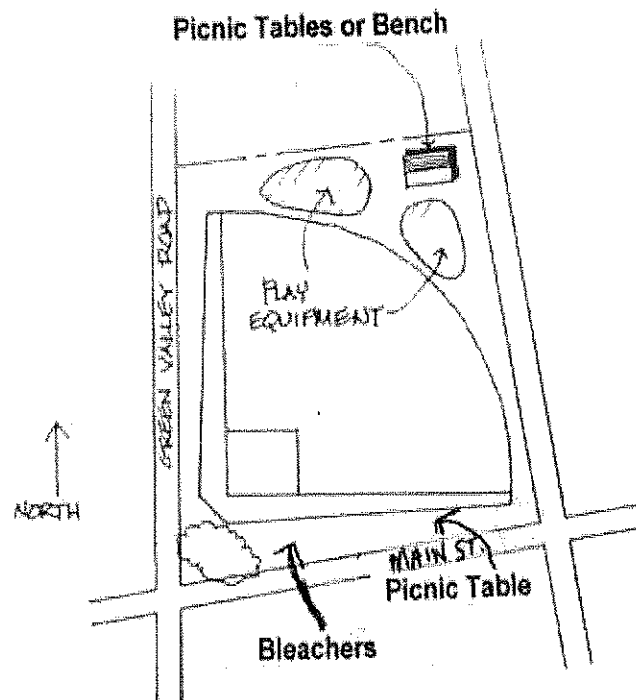 Picnic Tables or Bench
GREEN VALLEY ROAD
PLAY
EQUIPMENT
NORTH
MAIN ST.
Picnic Table
Bleachers